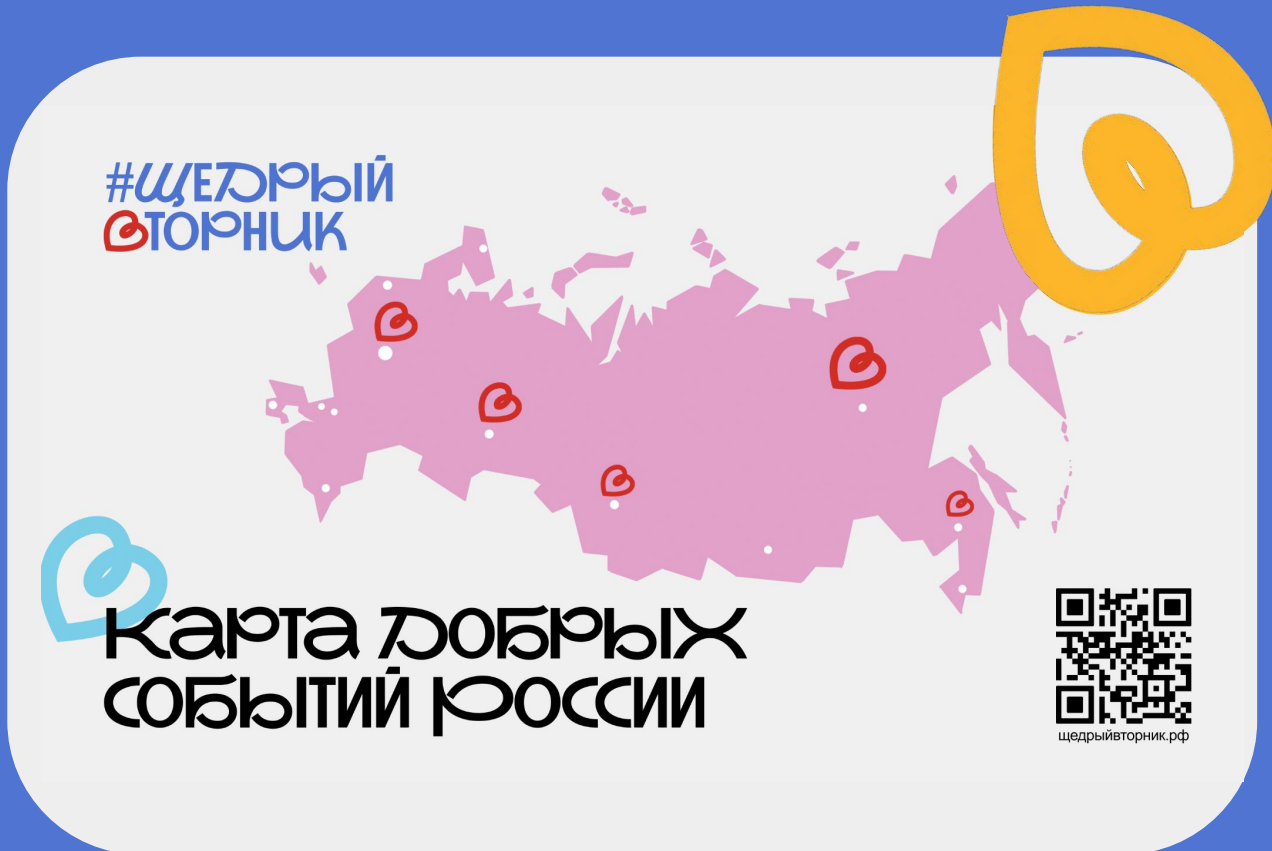 #ЩЕДРЫЙ
ВТОРНИК
Карта Добрых
событий России
щедрыйвторник.рф